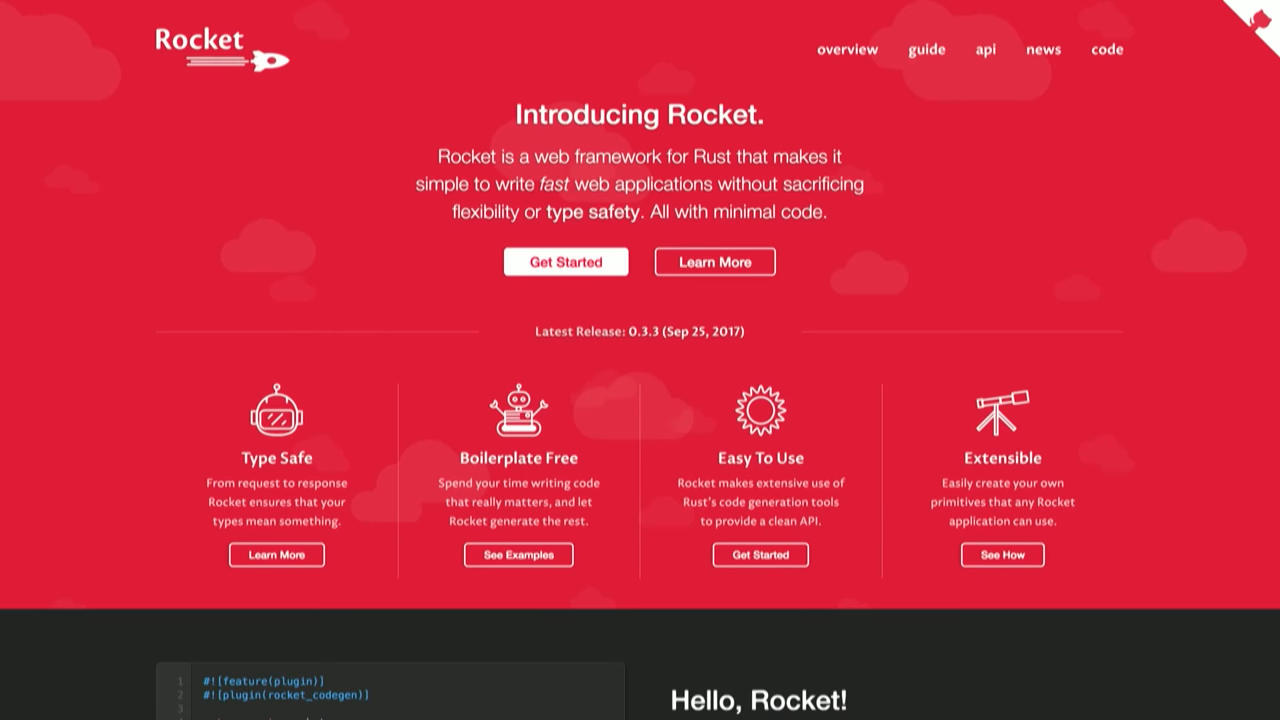 Rocket
overview guide api news code
Introducing Rocket.
Rocket is a web framework for Rust that makes it
simple to write fast web applications without sacrificing
flexibility or type safety. All with minimal code.
Get Started Learn More
Latest Release: 0.3.3 (Sep 25, 2017)
Type Safe
From request to response
Rocket ensures that your
types mean something.
Learn More
Boilerplate Free
Spend your time writing code
that really matters, and let
Rocket generate the rest.
See Examples
Easy To Use
Rocket makes extensive use of
Rust's code generation tools
to provide a clean API.
Get Started
Extensible
Easily create your own
primitives that any Rocket
application can use.
See How
1 #![feature(plugin)]
2 #![plugin(rocket_codegen)]
3
Hello, Rocket!